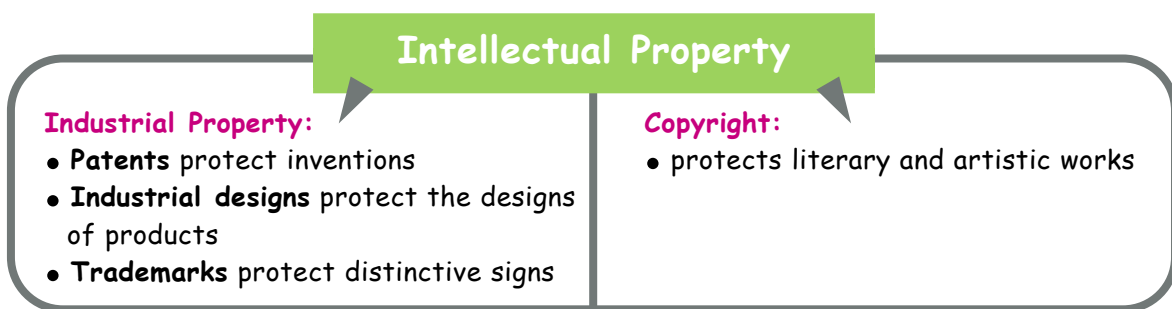 Intellectual Property
Industrial Property:
• Patents protect inventions
• Industrial designs protect the designs
of products
• Trademarks protect distinctive signs
Copyright:
• protects literary and artistic works